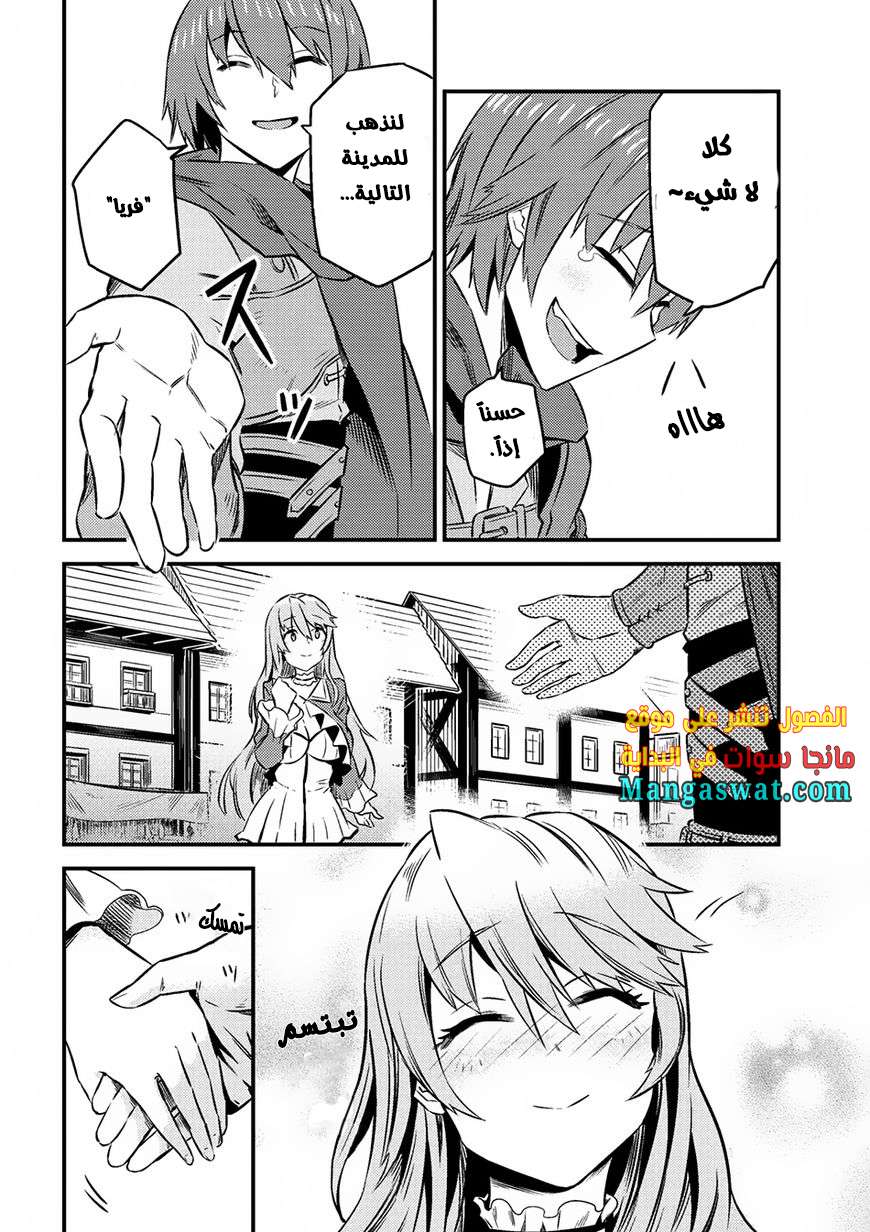 كلا
لا شيء~
هاااه
حسناً
إذاً.
لنذهب
للمدينة
التالية...
"فريا"
الفصول تنشر على موقع
مانجا سوات في البداية
Mangaswat.com
تبتسم
تمسك